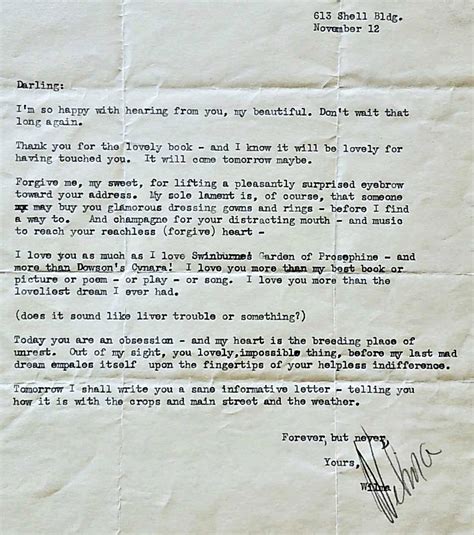 613 Shell Bldg.
November 12
Darling:
I'm so happy with hearing from you, my beautiful. Don't wait that
long again.
Thank you for the lovely book - and I know it will be lovely for
having touched you. It will come tomorrow maybe.
Forgive me, my sweet, for lifting a pleasantly surprised eyebrow
toward your address. My sole lament is, of course, that someone
xx may buy you glamorous dressing gowns and rings - before I find
a way to. And champagne for your distracting mouth - and music
to reach your reachless (forgive) heart -
I love you as much as I love Swinburnes Garden of Prosephine - and
more than Dowson's Cynara! I love you more than my best book or
picture or poem - or play - or song. I love you more than the
loveliest dream I ever had.
(does it sound like liver trouble or something?)
Today you are an obsession - and my heart is the breeding place of
unrest. Out of my sight, you lovely,impossible thing, before my last mad
dream empales itself upon the fingertips of your helpless indifference.
Tomorrow I shall write you a sane informative letter - telling you
how it is with the crops and main street and the weather.
Forever, but never,
Yours,
Wilma
Wilma